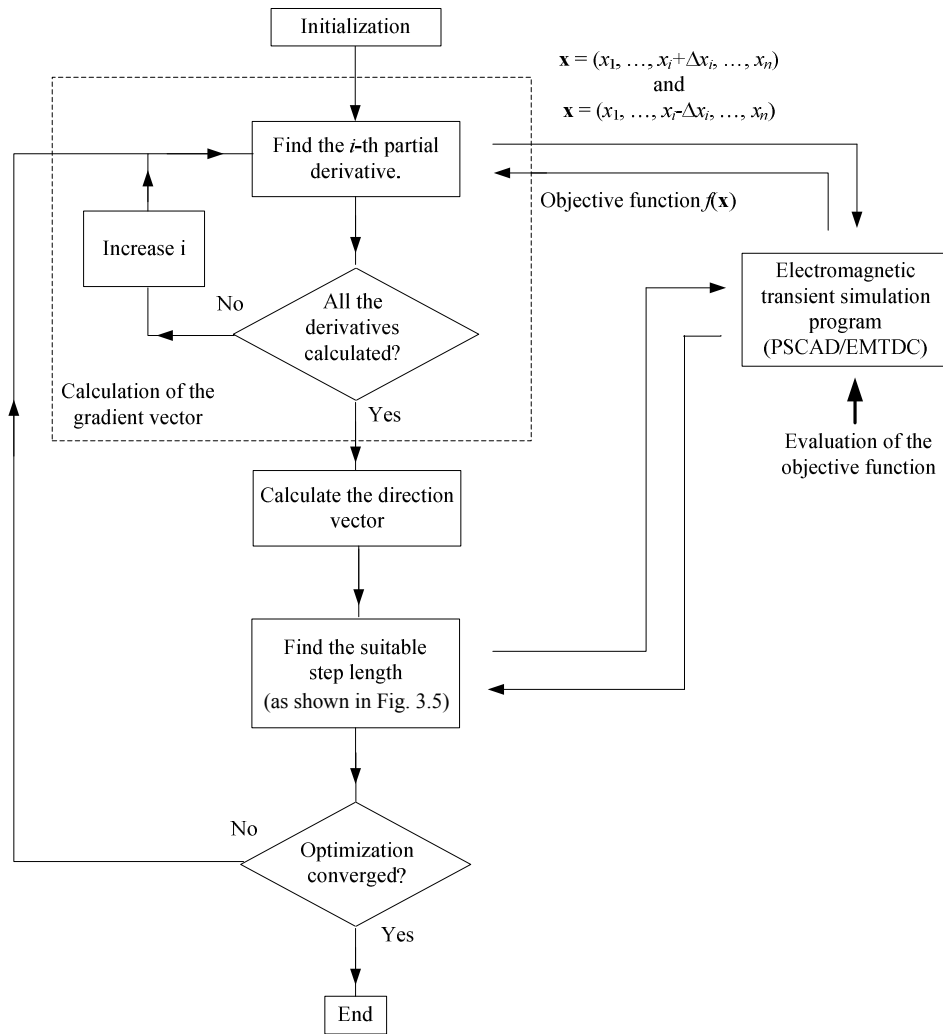 Initialization
x = (x1, …, xi+Δxi, …, xn)
and
x = (x1, …, xi-Δxi, …, xn)
Find the i-th partial
derivative.
Objective function f(x)
Increase i
Electromagnetic
transient simulation
program
(PSCAD/EMTDC)
No
All the
derivatives
calculated?
Calculation of the
gradient vector
Yes
Evaluation of the
objective function
Calculate the direction
vector
Find the suitable
step length
(as shown in Fig. 3.5)
No
Optimization
converged?
Yes
End